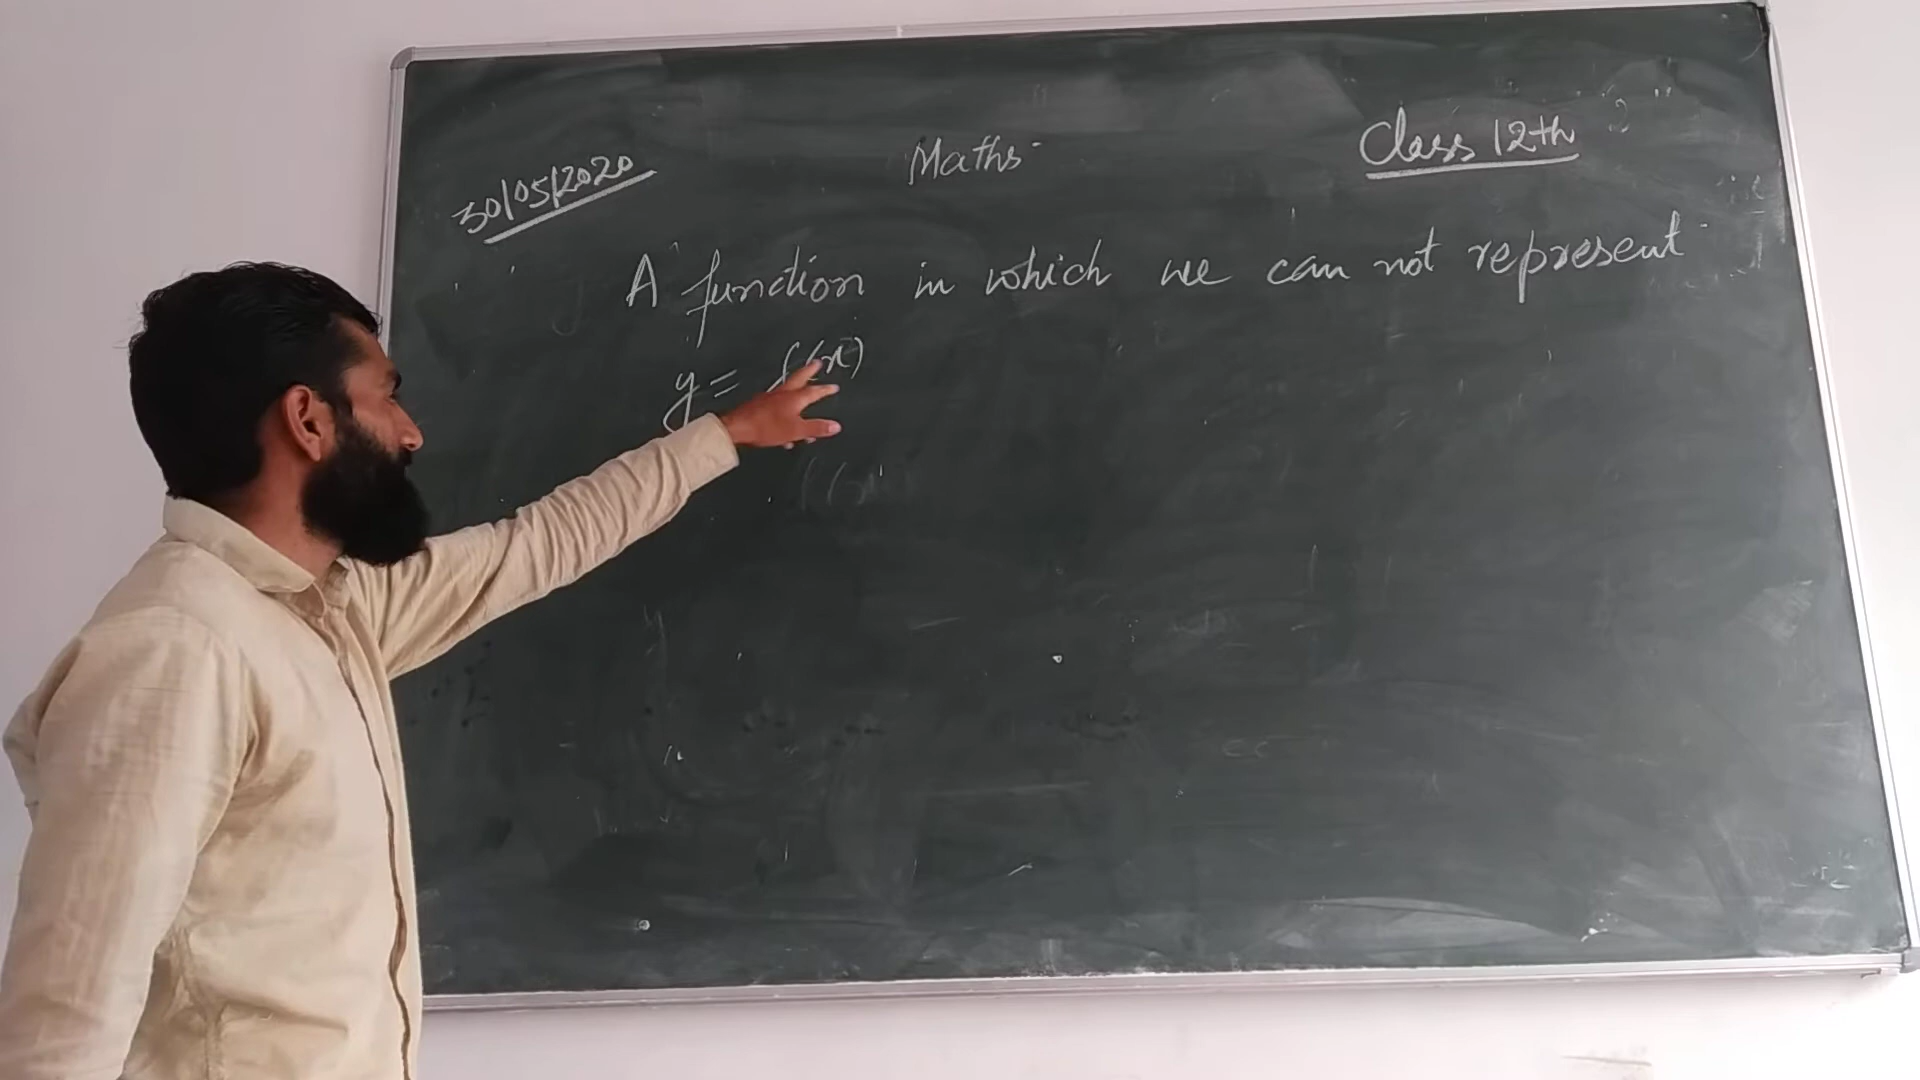 30/05/2020 Maths Class 12th
A function in which we can not represent
y = f(x)